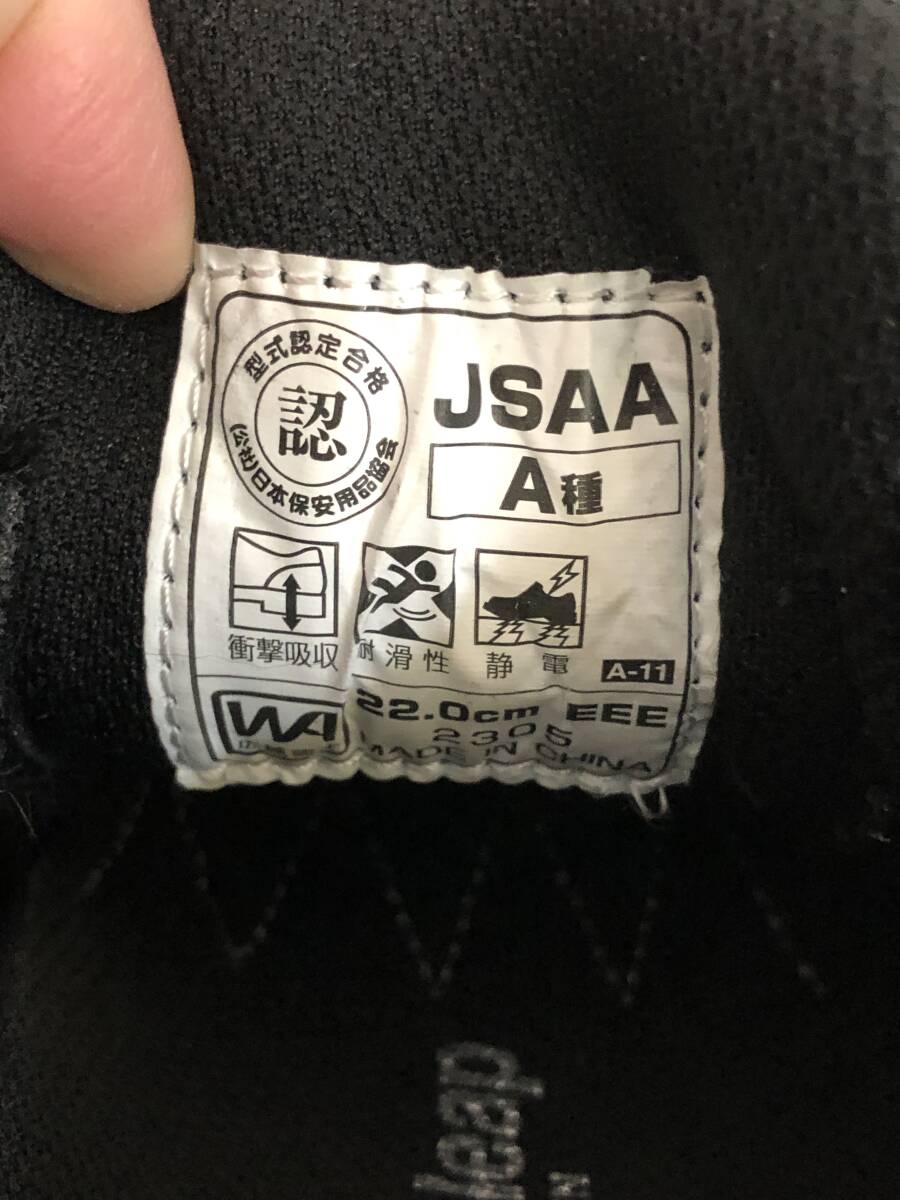 型式認定合格
認
(公社)日本保安用品協会
JSAA
A種
衝撃吸収
耐滑性
静電
A-11
WA
22.0cm EEE
2305
MADE IN CHINA
leap